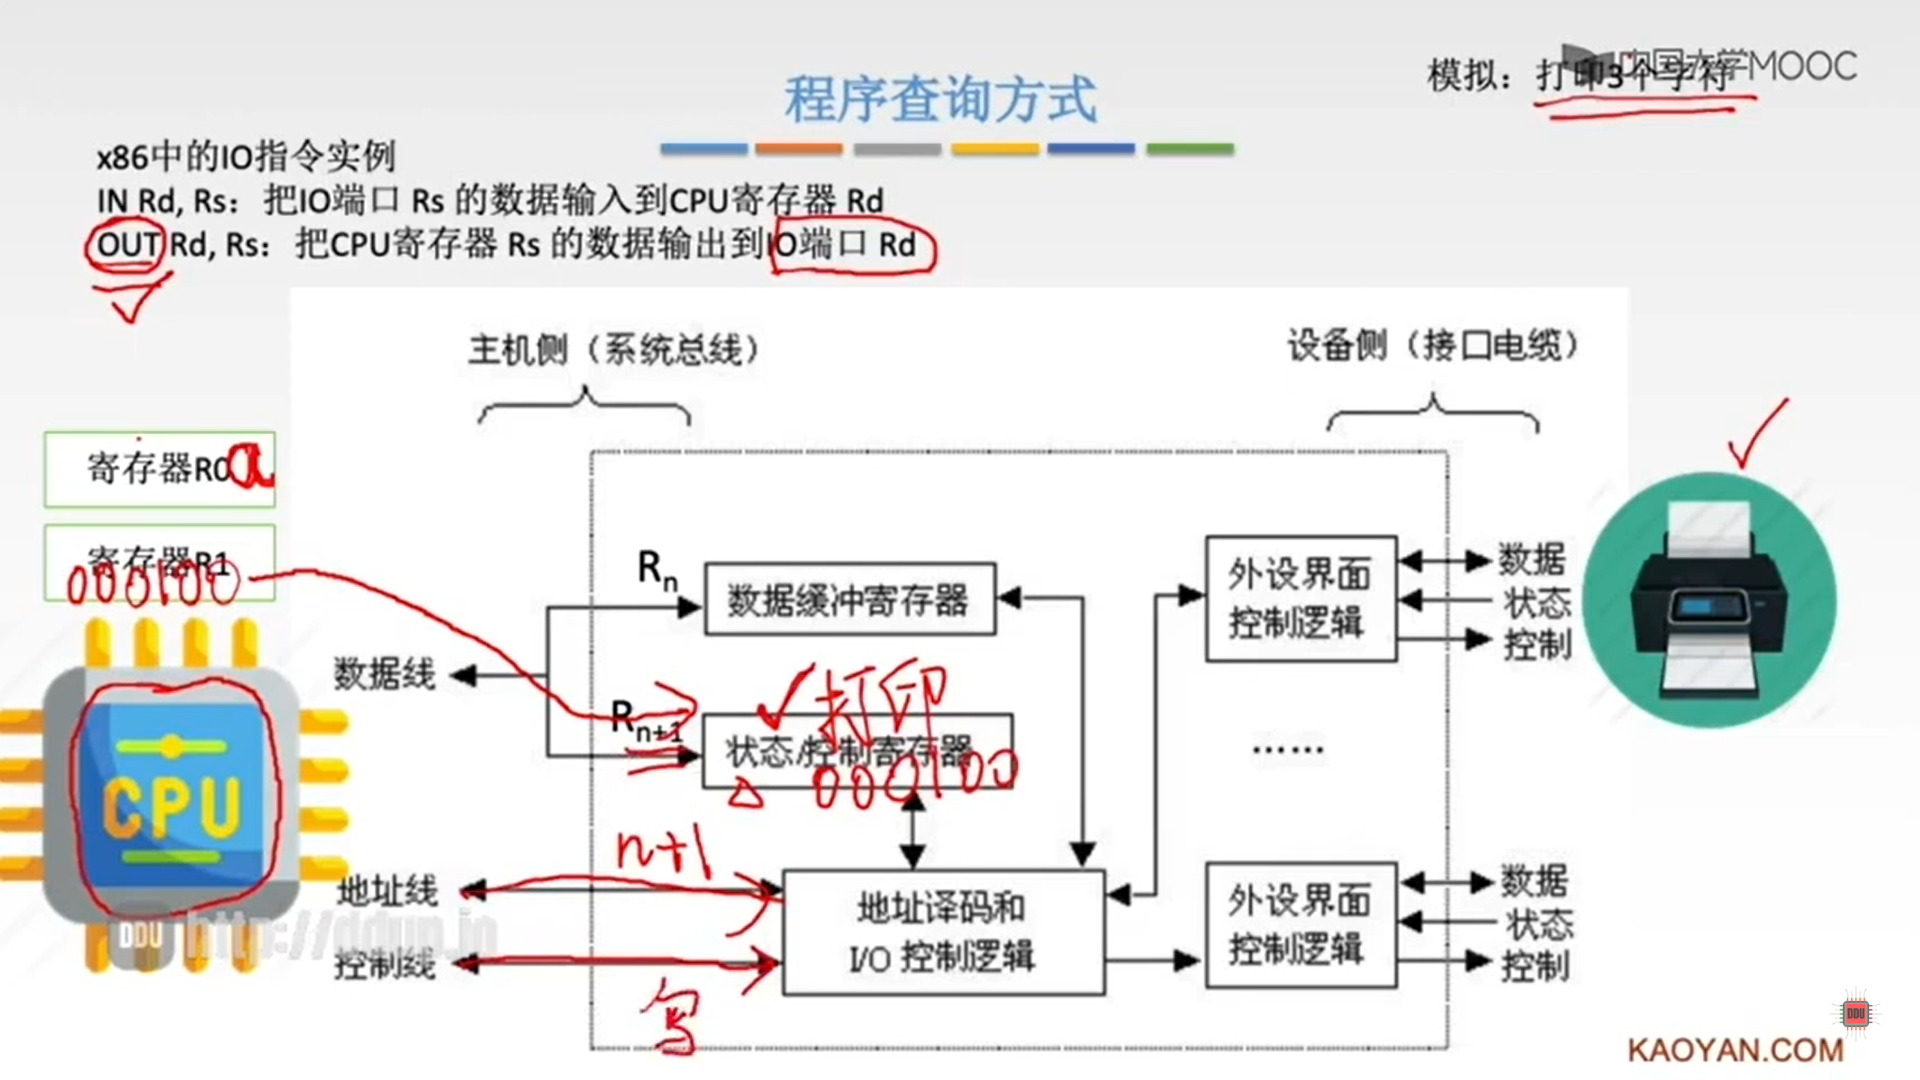 中国大学MOOC
模拟：打印3个字符
程序查询方式
x86中的IO指令实例
IN Rd, Rs：把IO端口 Rs 的数据输入到CPU寄存器 Rd
OUT Rd, Rs：把CPU寄存器 Rs 的数据输出到IO端口 Rd
主机侧（系统总线）
设备侧（接口电缆）
寄存器R0
a
寄存器R1
000100
Rn
数据缓冲寄存器
外设界面
控制逻辑
数据
状态
控制
数据线
打印
Rn+1
状态/控制寄存器
000100
……
CPU
n+1
地址线
地址译码和
I/O 控制逻辑
外设界面
控制逻辑
数据
状态
控制
DDU
控制线
写
DDU
KAOYAN.COM